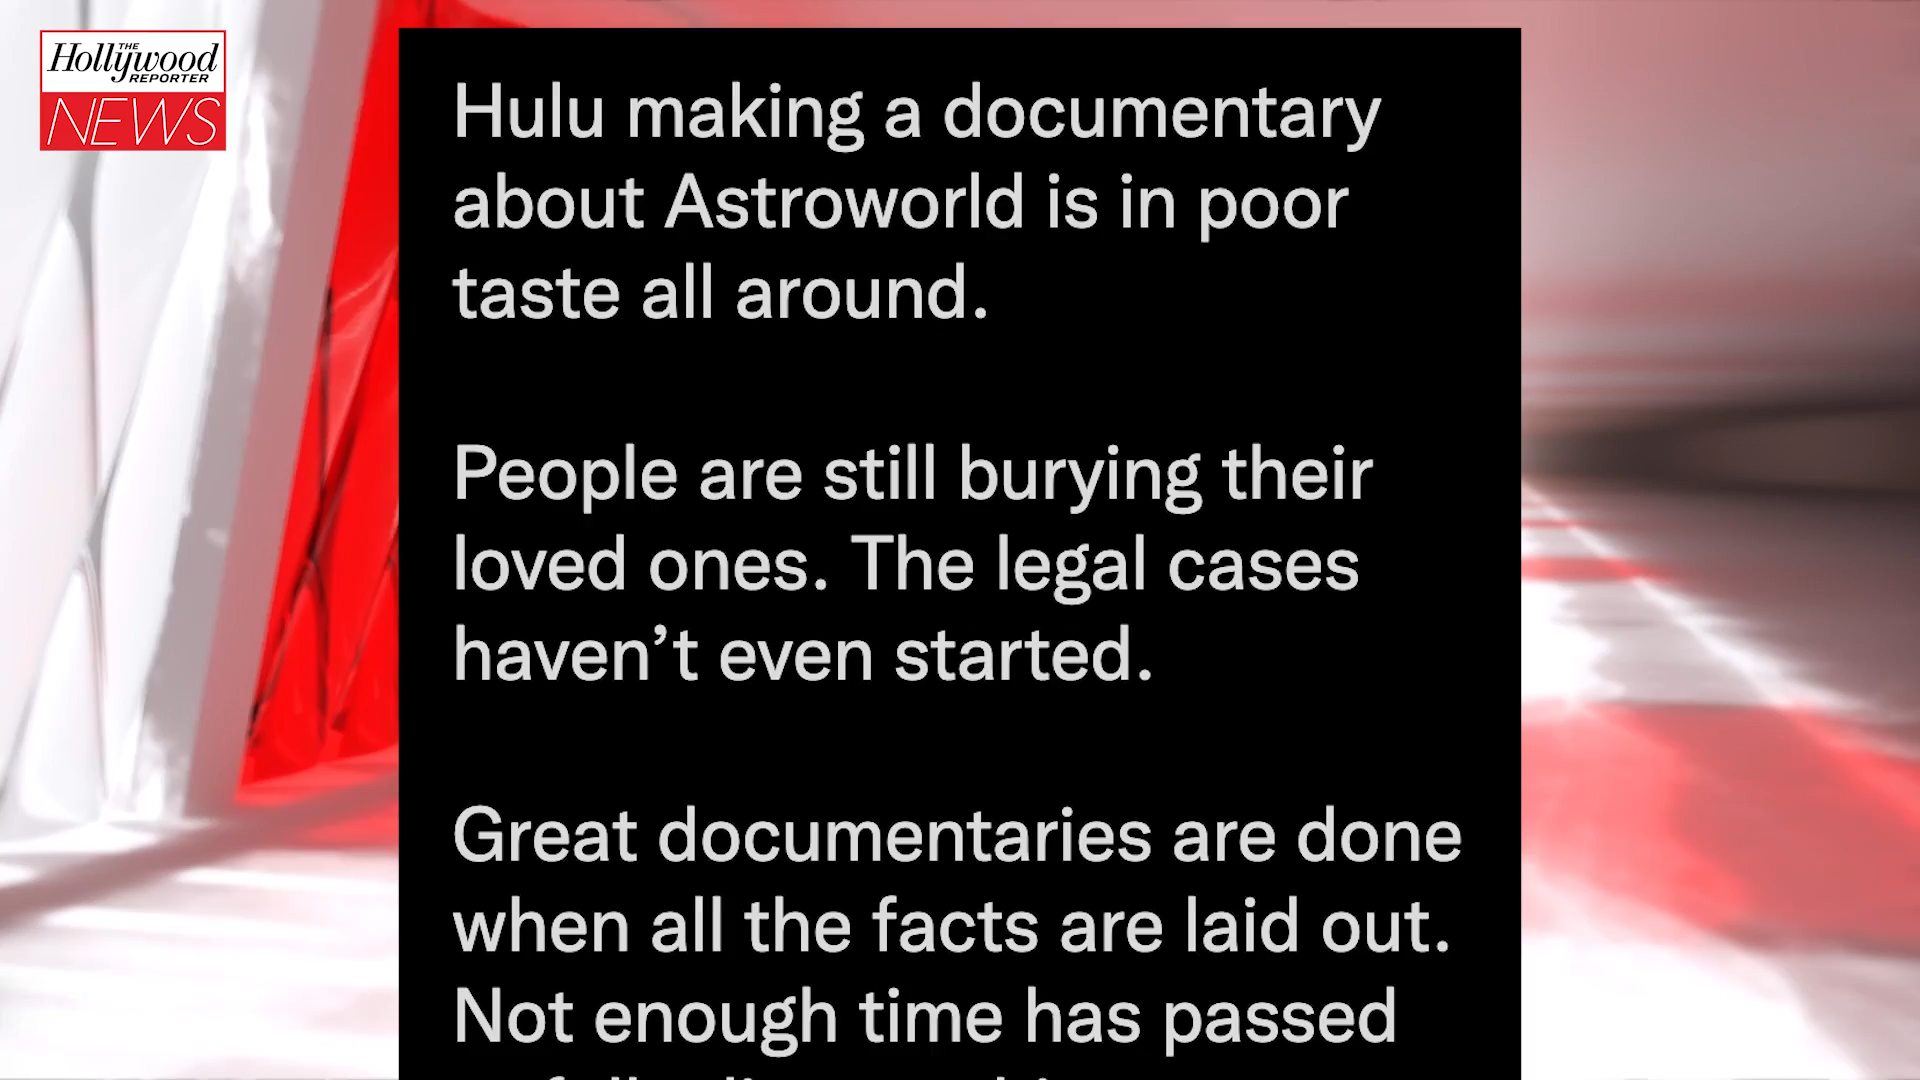 THE
Hollywood
REPORTER
NEWS
Hulu making a documentary
about Astroworld is in poor
taste all around.
People are still burying their
loved ones. The legal cases
haven’t even started.
Great documentaries are done
when all the facts are laid out.
Not enough time has passed